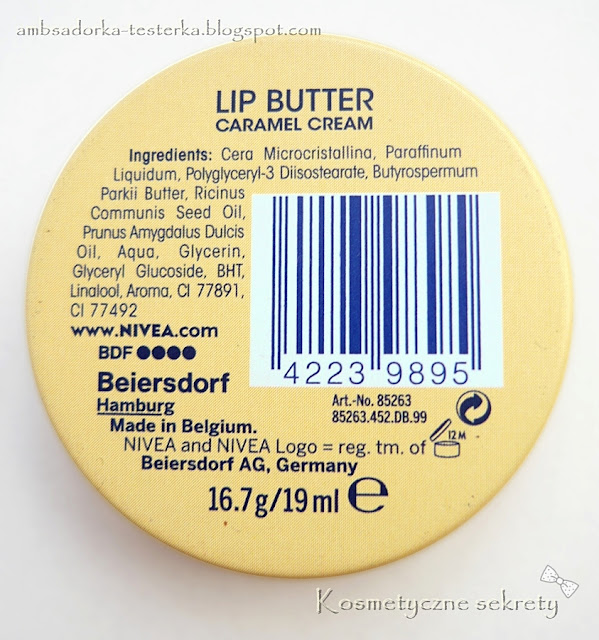 ambsadorka-testerka.blogspot.com
LIP BUTTER
CARAMEL CREAM
Ingredients: Cera Microcristallina, Paraffinum
Liquidum, Polyglyceryl-3 Diisostearate, Butyrospermum
Parkii Butter, Ricinus
Communis Seed Oil,
Prunus Amygdalus Dulcis
Oil, Aqua, Glycerin,
Glyceryl Glucoside, BHT,
Linalool, Aroma, CI 77891,
CI 77492
www.NIVEA.com
BDF ●●●●
4223 9895
Beiersdorf
Hamburg
Art.-No. 85263
85263.452.DB.99
Made in Belgium.
12M
NIVEA and NIVEA Logo = reg. tm. of
Beiersdorf AG, Germany
16.7g/19ml e
Kosmetyczne sekrety